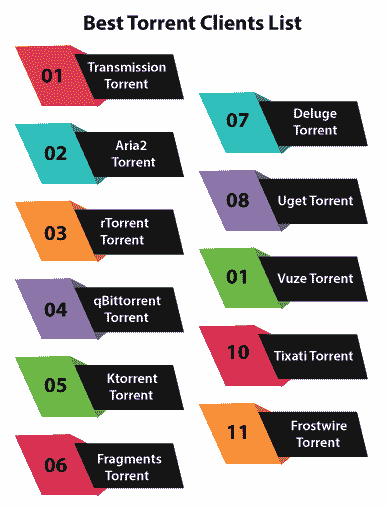 Best Torrent Clients List
01
Transmission
Torrent
02
Aria2
Torrent
03
rTorrent
Torrent
04
qBittorrent
Torrent
05
Ktorrent
Torrent
06
Fragments
Torrent
07
Deluge
Torrent
08
Uget Torrent
01
Vuze Torrent
10
Tixati Torrent
11
Frostwire
Torrent